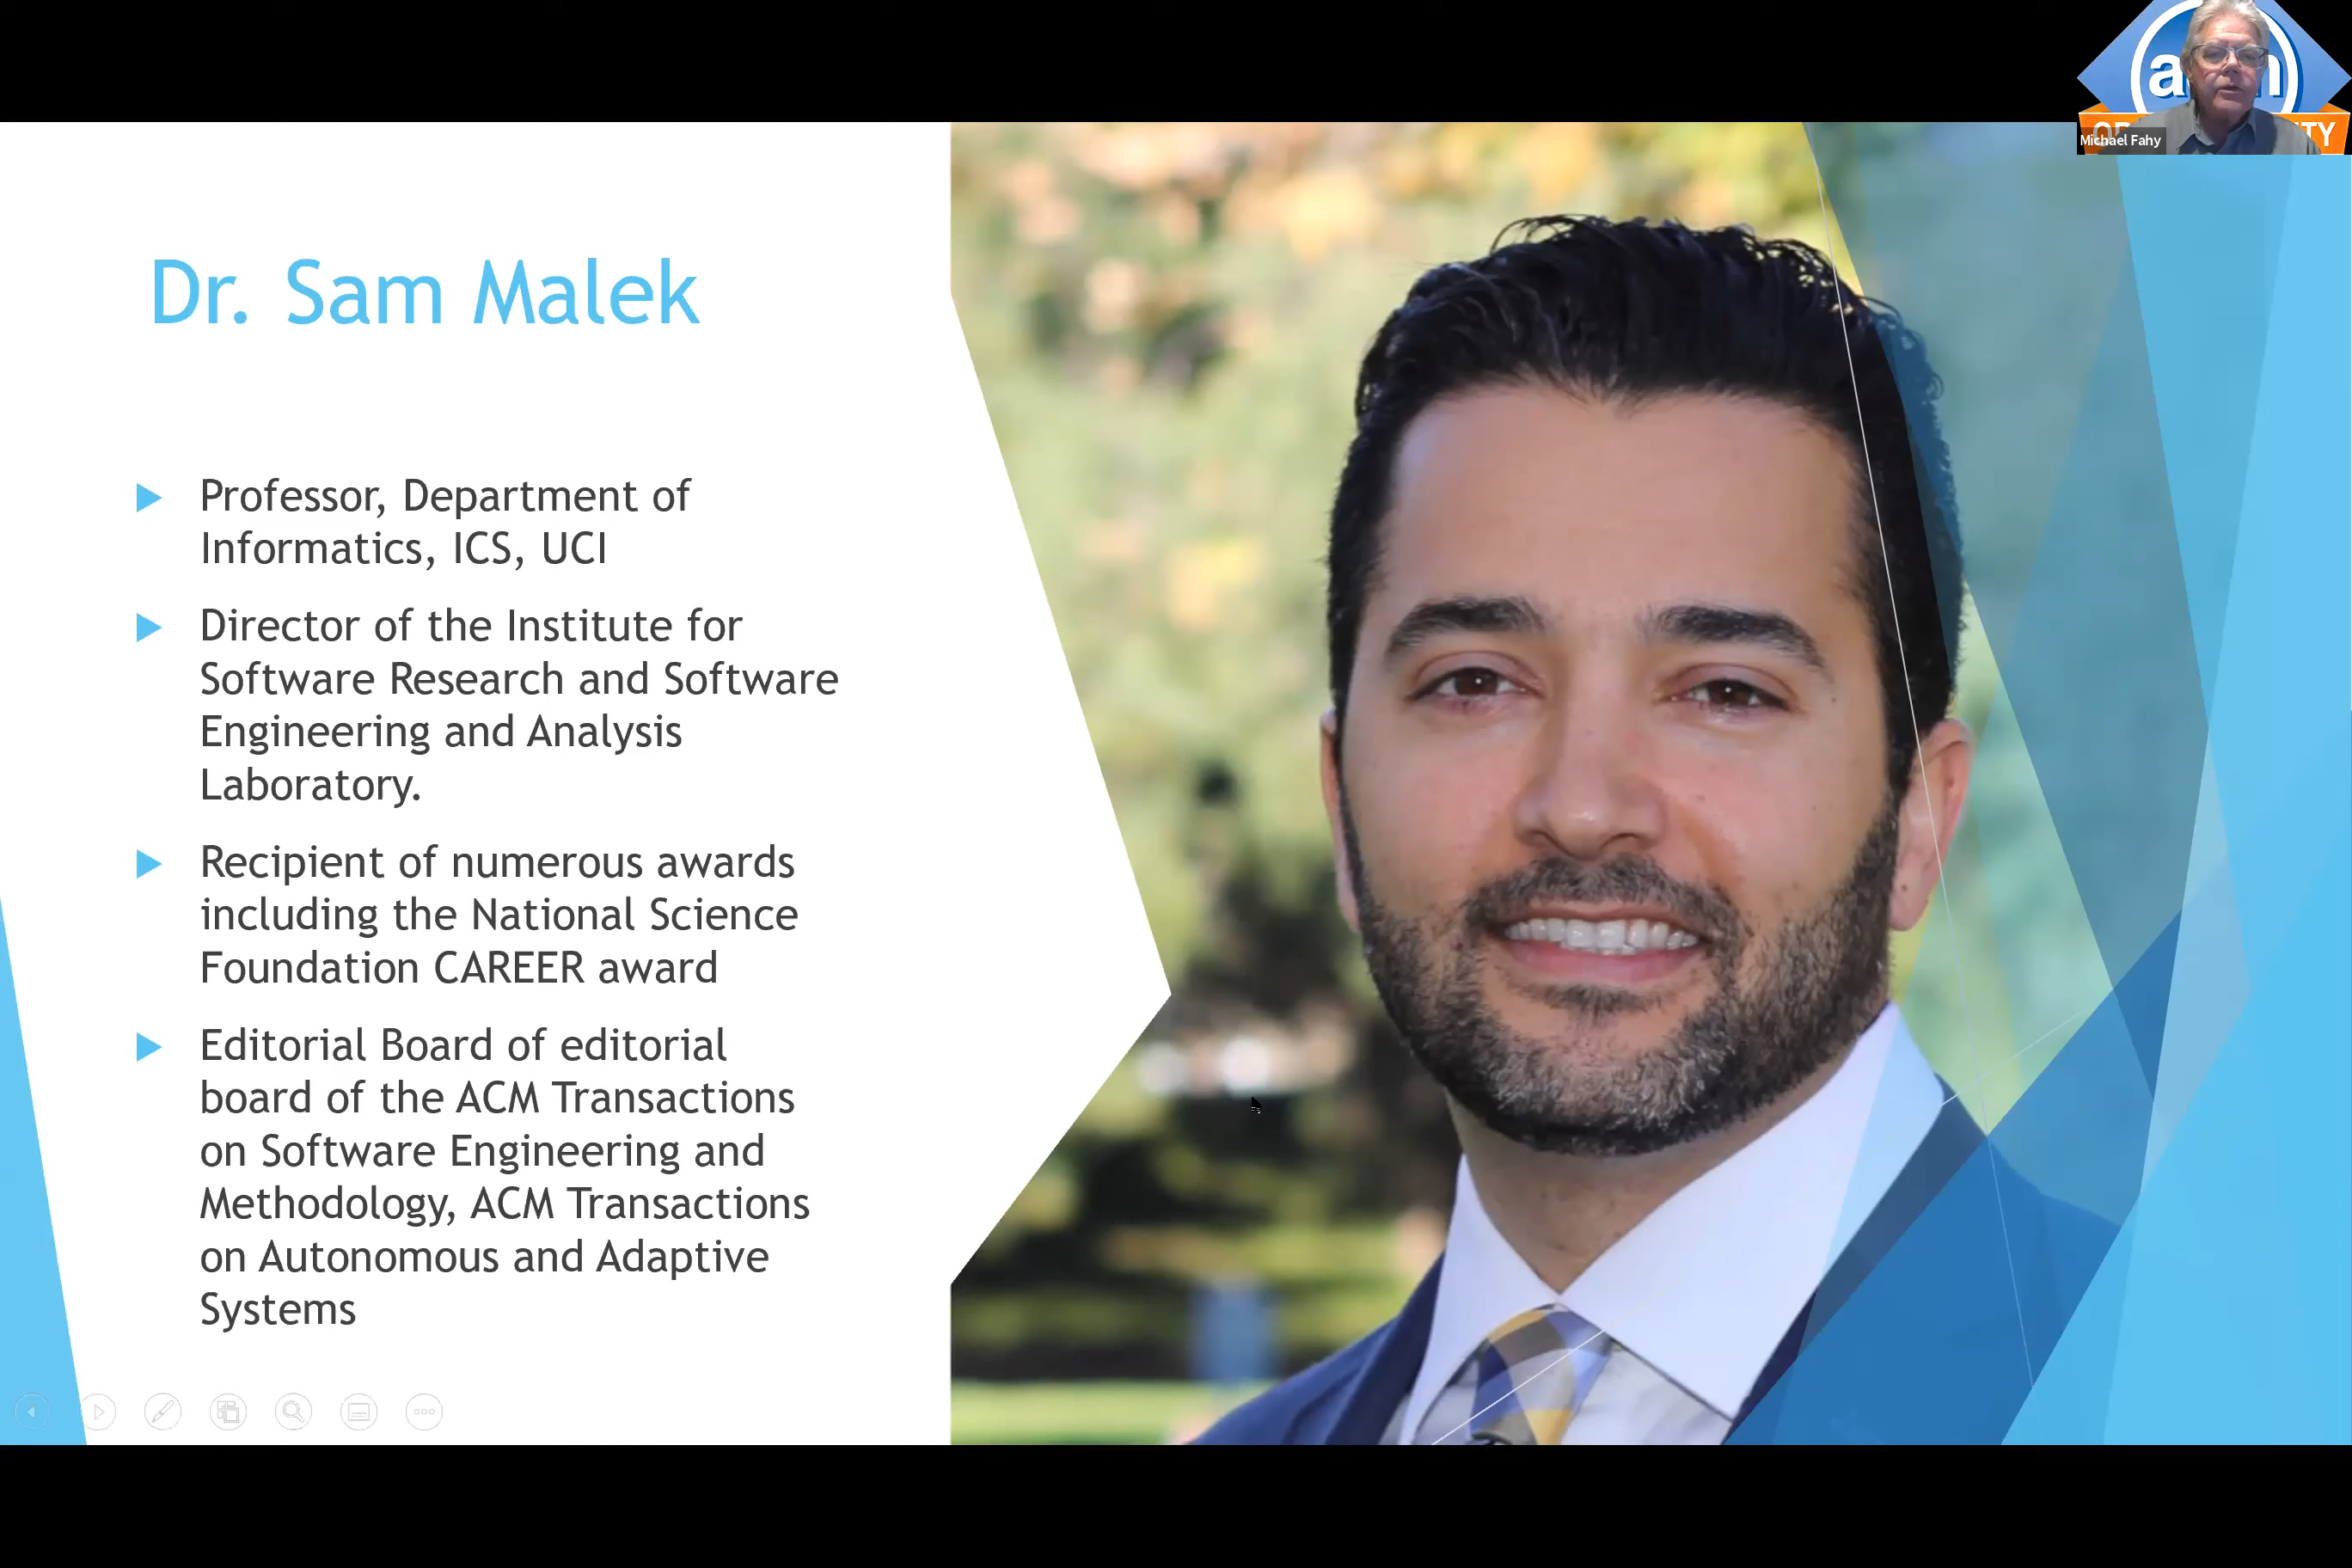 Dr. Sam Malek
Professor, Department of
Informatics, ICS, UCI
Director of the Institute for
Software Research and Software
Engineering and Analysis
Laboratory.
Recipient of numerous awards
including the National Science
Foundation CAREER award
Editorial Board of editorial
board of the ACM Transactions
on Software Engineering and
Methodology, ACM Transactions
on Autonomous and Adaptive
Systems
Michael Fahy